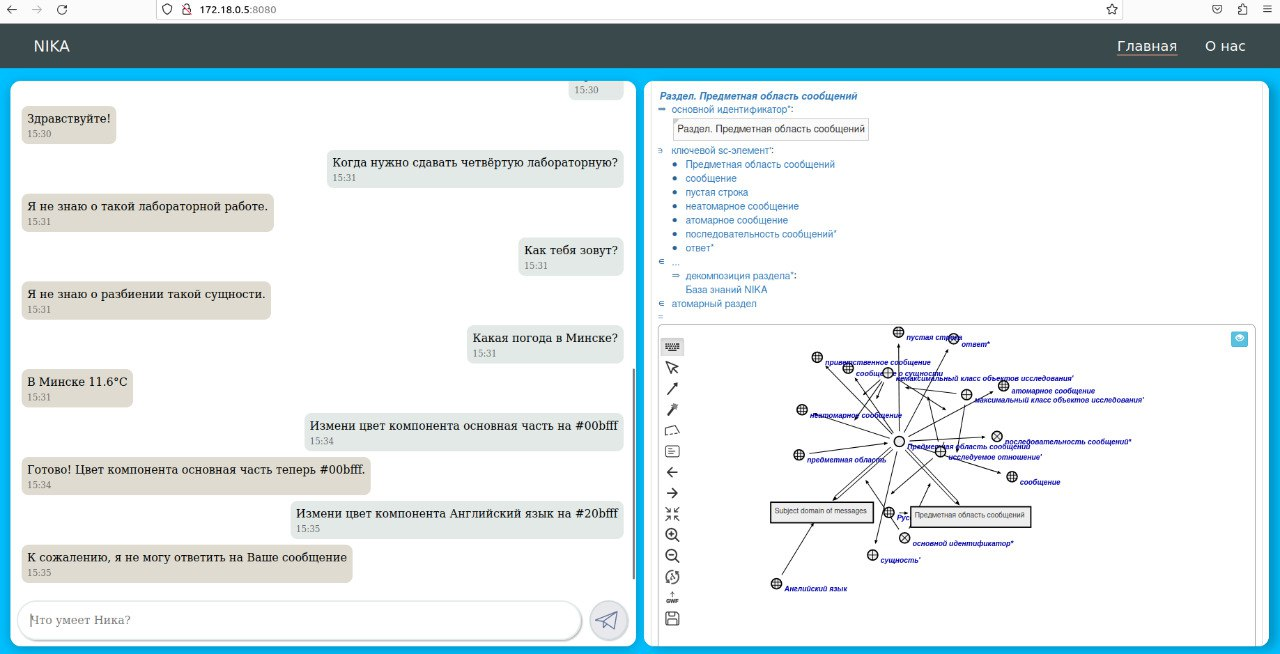 172.18.0.5:8080
NIKA
Главная
О нас
15:30
Здравствуйте!
15:30
Когда нужно сдавать четвёртую лабораторную?
15:31
Я не знаю о такой лабораторной работе.
15:31
Как тебя зовут?
15:31
Я не знаю о разбиении такой сущности.
15:31
Какая погода в Минске?
15:31
В Минске 11.6°C
15:31
Измени цвет компонента основная часть на #00bfff
15:34
Готово! Цвет компонента основная часть теперь #00bfff.
15:34
Измени цвет компонента Английский язык на #20bfff
15:35
К сожалению, я не могу ответить на Ваше сообщение
15:35
Что умеет Ника?
Раздел. Предметная область сообщений
основной идентификатор*:
Раздел. Предметная область сообщений
ключевой sc-элемент':
Предметная область сообщений
сообщение
пустая строка
неатомарное сообщение
атомарное сообщение
последовательность сообщений*
ответ*
...
декомпозиция раздела*:
База знаний NIKA
атомарный раздел
пустая строка
ответ*
приветственное сообщение
сообщение о сущности
немаксимальный класс объектов исследования'
атомарное сообщение
максимальный класс объектов исследования'
неатомарное сообщение
последовательность сообщений*
Предметная область сообщений
исследуемое отношение'
предметная область
сообщение
Subject domain of messages
Рус
Предметная область сообщений
основной идентификатор*
сущность'
Английский язык
GWF